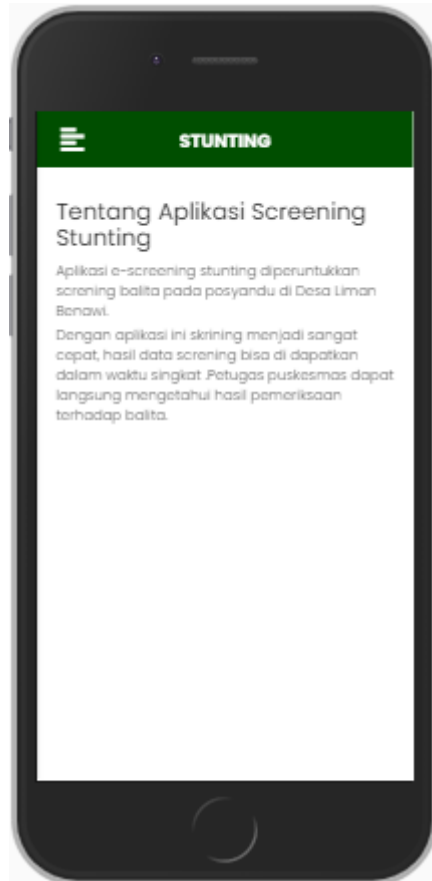 STUNTING
Tentang Aplikasi Screening
Stunting
Aplikasi e-screening stunting diperuntukkan
screning balita pada posyandu di Desa Liman
Benawi.
Dengan aplikasi ini skrining menjadi sangat
cepat, hasil data screning bisa di dapatkan
dalam waktu singkat .Petugas puskesmas dapat
langsung mengetahui hasil pemeriksaan
terhadap balita.